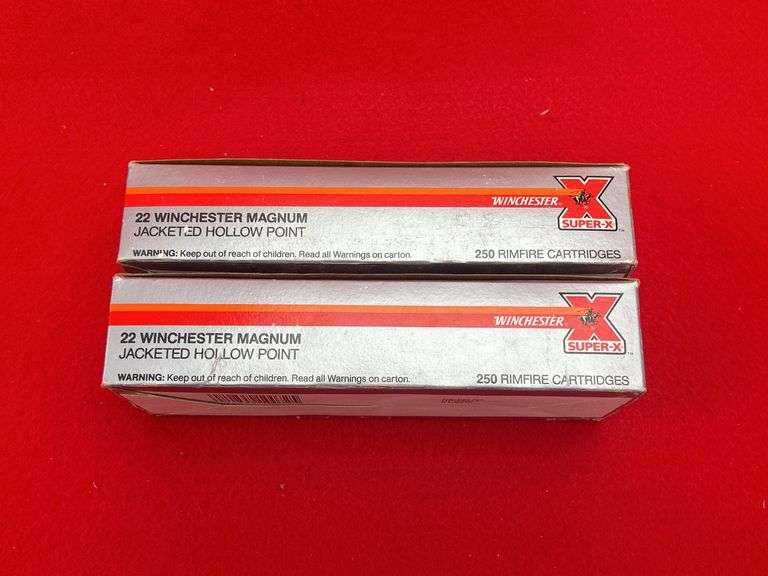 WINCHESTER
X
SUPER-X
22 WINCHESTER MAGNUM
JACKETED HOLLOW POINT
WARNING: Keep out of reach of children. Read all Warnings on carton.
250 RIMFIRE CARTRIDGES
WINCHESTER
X
SUPER-X
22 WINCHESTER MAGNUM
JACKETED HOLLOW POINT
WARNING: Keep out of reach of children. Read all Warnings on carton.
250 RIMFIRE CARTRIDGES